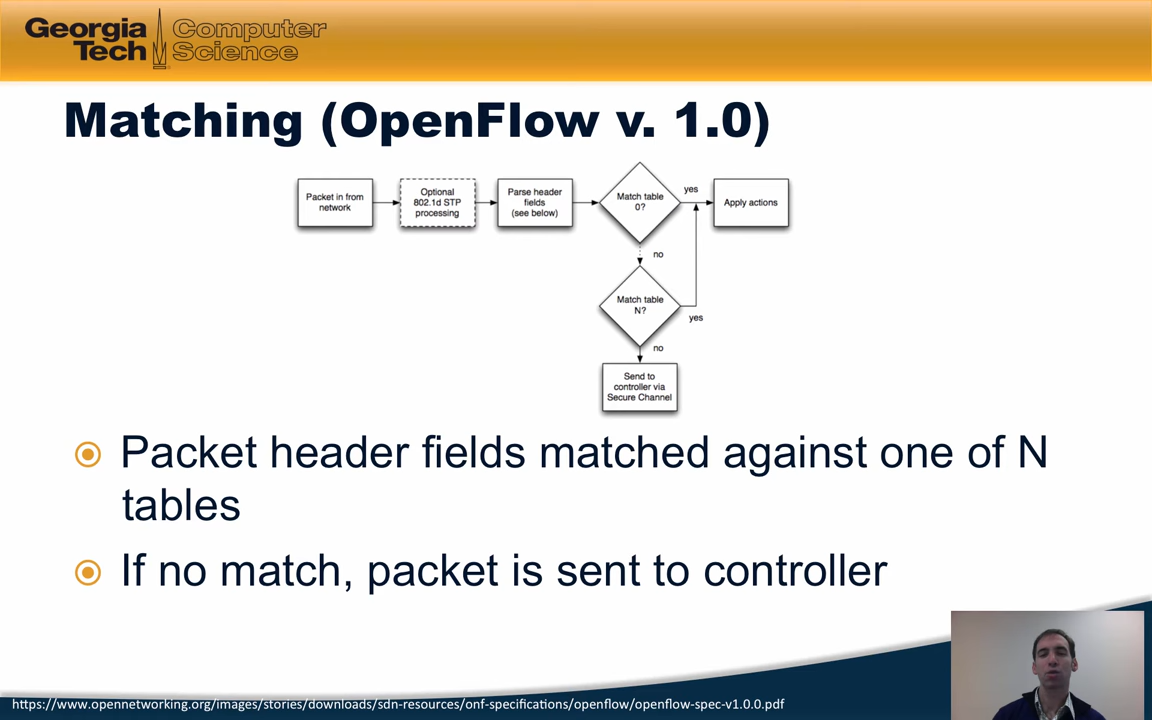 Georgia Tech
Computer Science
Matching (OpenFlow v. 1.0)
Packet in from
network
Optional
802.1d STP
processing
Parse header
fields
(see below)
Match table
0?
yes
Apply actions
no
Match table
N?
yes
no
Send to
controller via
Secure Channel
Packet header fields matched against one of N
tables
If no match, packet is sent to controller
https://www.opennetworking.org/images/stories/downloads/sdn-resources/onf-specifications/openflow/openflow-spec-v1.0.0.pdf